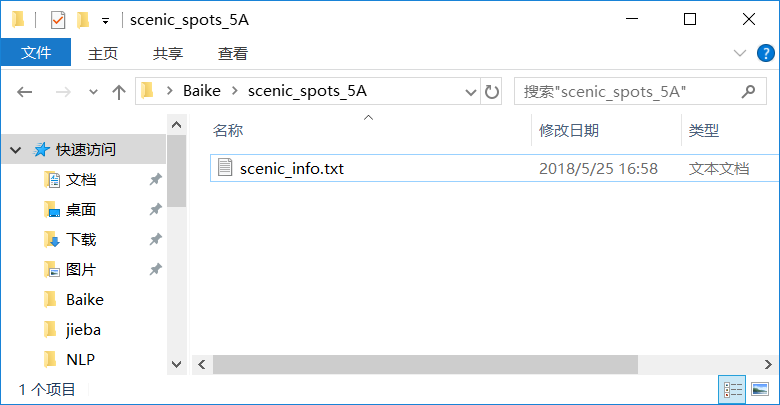 scenic_spots_5A
文件 主页 共享 查看
Baike scenic_spots_5A 搜索"scenic_spots_5A"
名称 修改日期 类型
快速访问
scenic_info.txt 2018/5/25 16:58 文本文档
文档
桌面
下载
图片
Baike
jieba
NLP
1 个项目